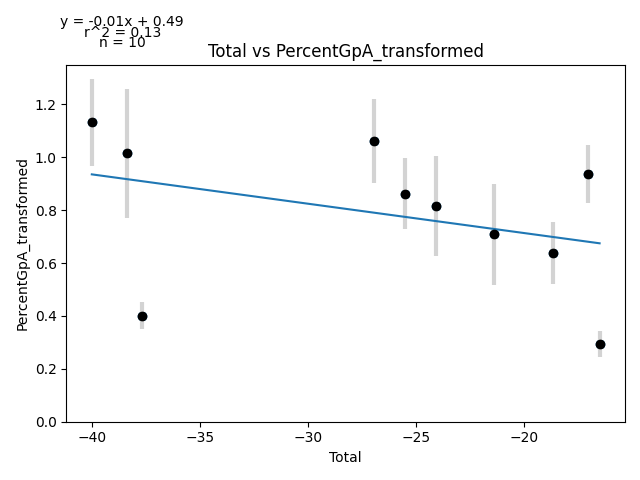 y = -0.01x + 0.49
r^2 = 0.13
n = 10
Total vs PercentGpA_transformed
PercentGpA_transformed
1.2
1.0
0.8
0.6
0.4
0.2
0.0
−40
−35
−30
−25
−20
Total